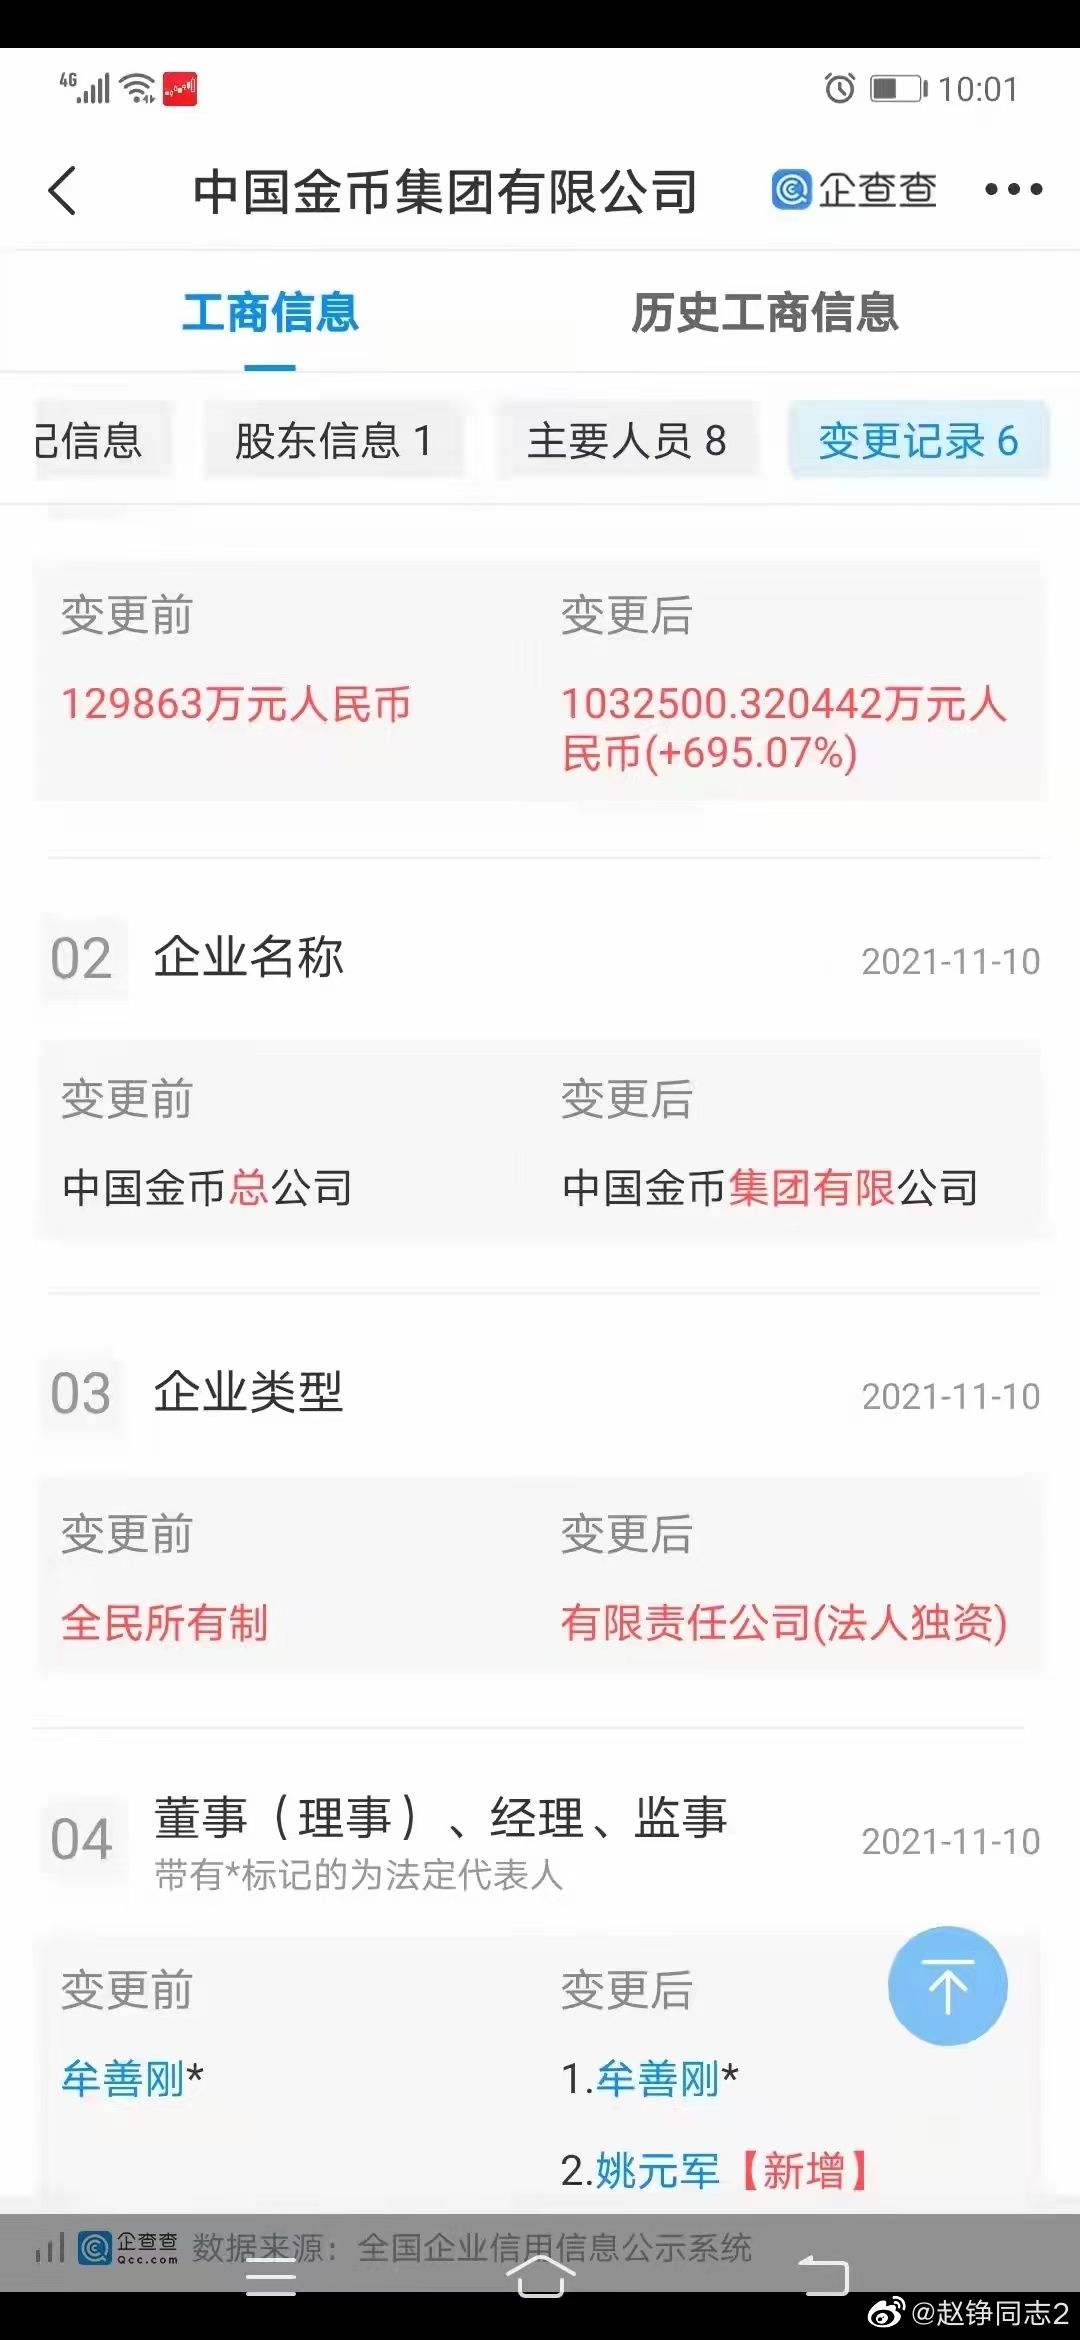 4G
10:01
中国金币集团有限公司
企查查
工商信息
历史工商信息
记信息
股东信息 1
主要人员 8
变更记录 6
变更前
变更后
129863万元人民币
1032500.320442万元人
民币(+695.07%)
02
企业名称
2021-11-10
变更前
变更后
中国金币总公司
中国金币集团有限公司
03
企业类型
2021-11-10
变更前
变更后
全民所有制
有限责任公司(法人独资)
04
董事（理事）、经理、监事
2021-11-10
带有*标记的为法定代表人
变更前
变更后
牟善刚*
1.牟善刚*
2.姚元军【新增】
企查查
Qcc.com
数据来源：全国企业信用信息公示系统
@赵铮同志2